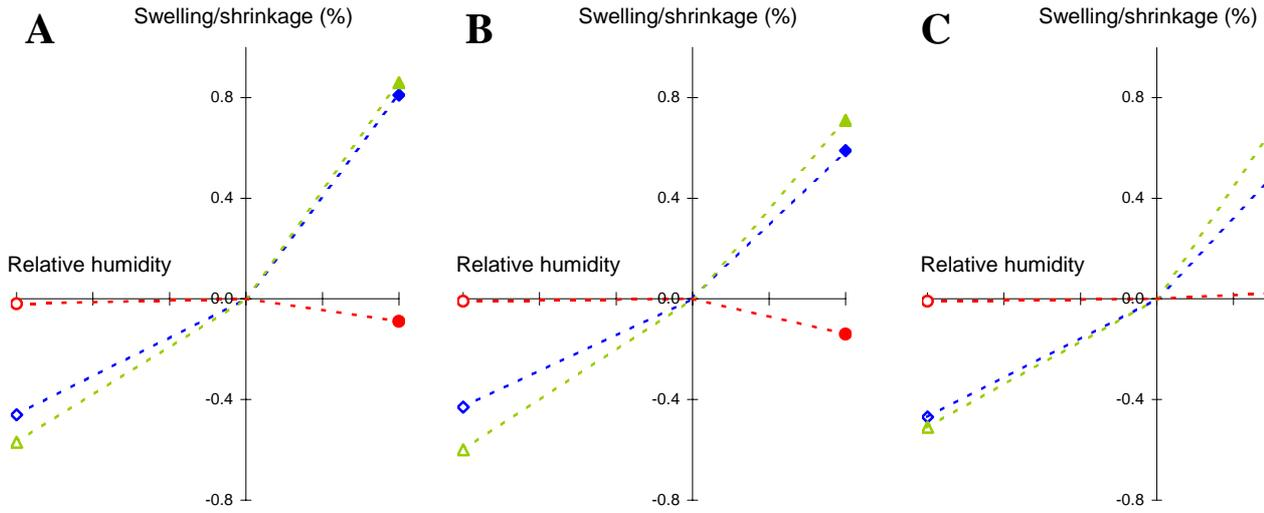 A
Swelling/shrinkage (%)
0.8
0.4
Relative humidity
0.0
-0.4
-0.8
B
Swelling/shrinkage (%)
0.8
0.4
Relative humidity
0.0
-0.4
-0.8
C
Swelling/shrinkage (%)
0.8
0.4
Relative humidity
0.0
-0.4
-0.8